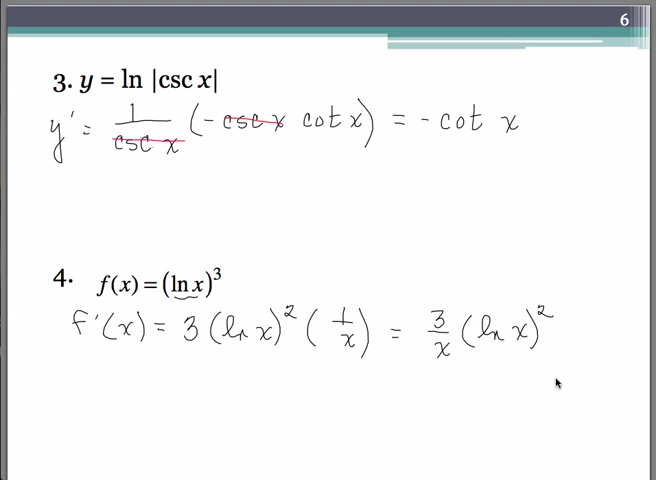 6
3. y = ln |csc x|
y' = 1/csc x (- csc x cot x) = - cot x
4. f(x) = (ln x)³
f'(x) = 3 (ln x)² (1/x) = 3/x (ln x)²